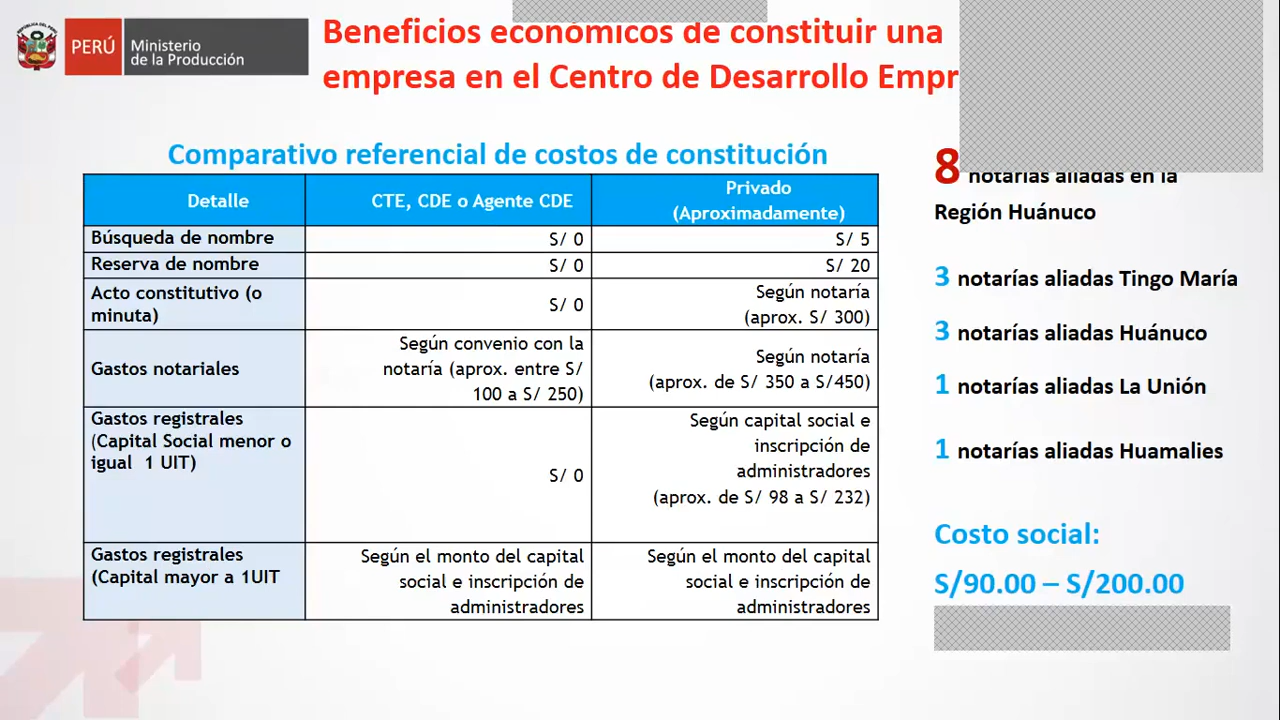 PERÚ
Ministerio
de la Producción
Beneficios económicos de constituir una
empresa en el Centro de Desarrollo Empr
Comparativo referencial de costos de constitución
Detalle
CTE, CDE o Agente CDE
Privado
(Aproximadamente)
Búsqueda de nombre
S/ 0
S/ 5
Reserva de nombre
S/ 0
S/ 20
Acto constitutivo (o
minuta)
S/ 0
Según notaría
(aprox. S/ 300)
Gastos notariales
Según convenio con la
notaría (aprox. entre S/
100 a S/ 250)
Según notaría
(aprox. de S/ 350 a S/450)
Gastos registrales
(Capital Social menor o
igual 1 UIT)
S/ 0
Según capital social e
inscripción de
administradores
(aprox. de S/ 98 a S/ 232)
Gastos registrales
(Capital mayor a 1UIT
Según el monto del capital
social e inscripción de
administradores
Según el monto del capital
social e inscripción de
administradores
8 notarías aliadas en la
Región Huánuco
3 notarías aliadas Tingo María
3 notarías aliadas Huánuco
1 notarías aliadas La Unión
1 notarías aliadas Huamalies
Costo social:
S/90.00 – S/200.00